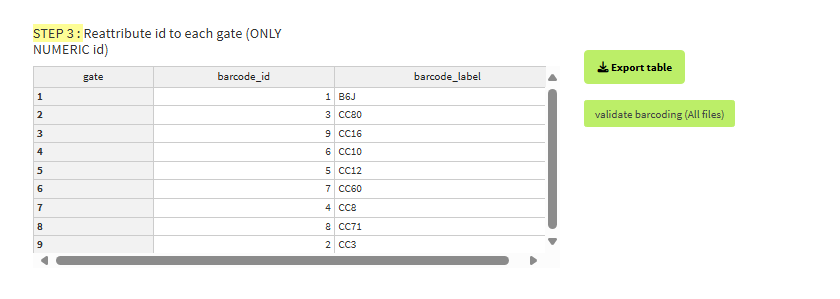 STEP 3 : Reattribute id to each gate (ONLY
NUMERIC id)
gate barcode_id barcode_label
1 1 B6J
2 3 CC80
3 9 CC16
4 6 CC10
5 5 CC12
6 7 CC60
7 4 CC8
8 8 CC71
9 2 CC3
Export table
validate barcoding (All files)